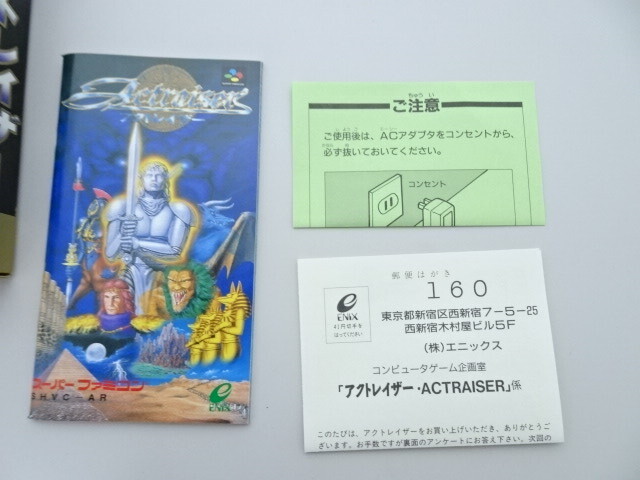 Actraiser
スーパーファミコン
SHVC-AR
ENIX
ちゅう い
ご注意
ご使用後は、ACアダプタをコンセントから、
必ず抜いておいてください。
コンセント
郵便はがき
160
ENIX
41円切手を
はってください
東京都新宿区西新宿7-5-25
西新宿木村屋ビル5F
(株)エニックス
コンピュータゲーム企画室
「アクトレイザー・ACTRAISER」係
このたびは、アクトレイザーをお買い上げいただき、ありがとうご
ざいます。お手数ですが裏面のアンケートにお答え下さい。次回の